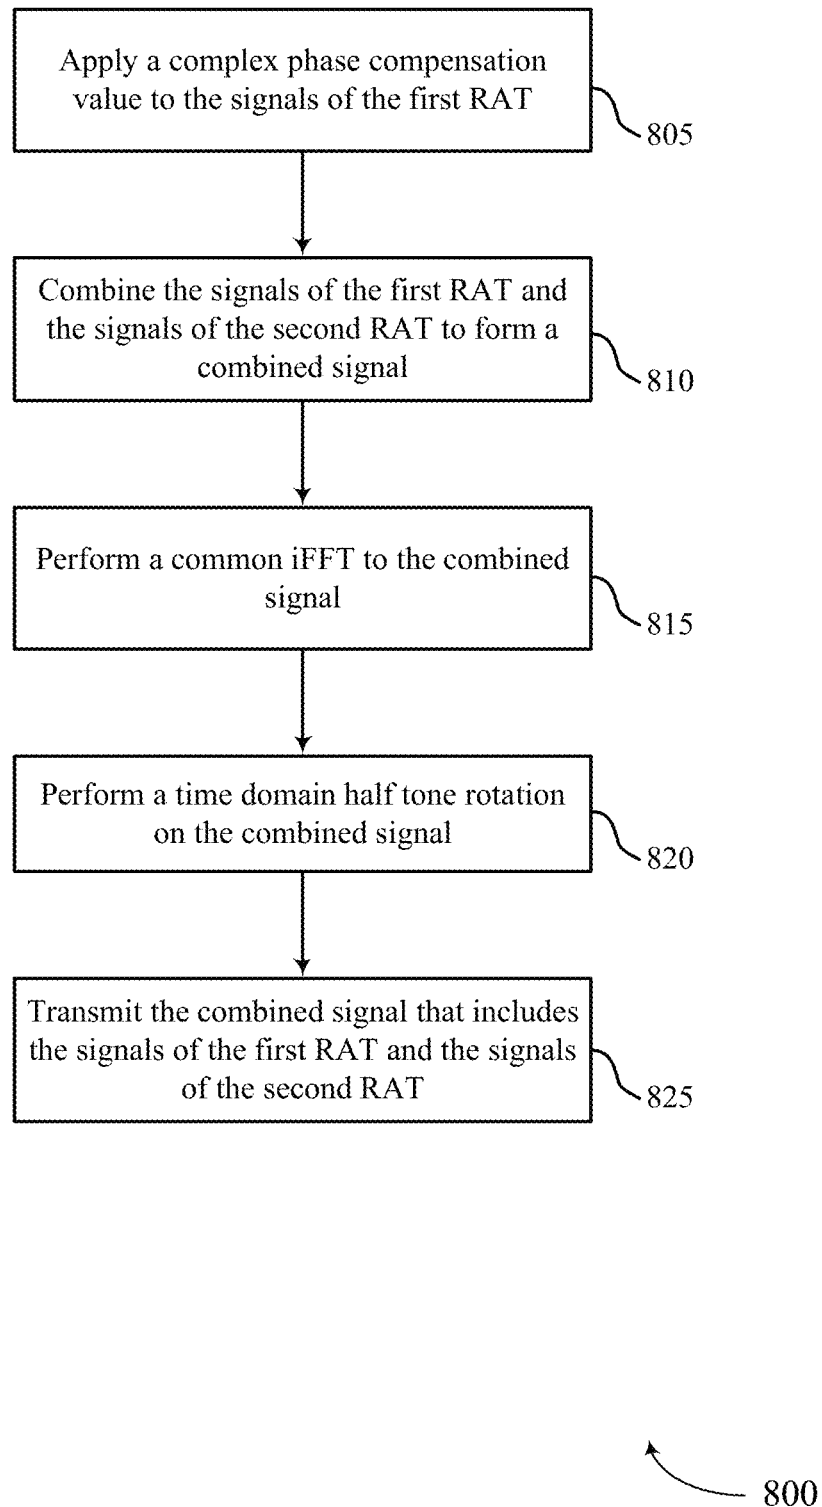 Apply a complex phase compensation
value to the signals of the first RAT
805
Combine the signals of the first RAT and
the signals of the second RAT to form a
combined signal
810
Perform a common iFFT to the combined
signal
815
Perform a time domain half tone rotation
on the combined signal
820
Transmit the combined signal that includes
the signals of the first RAT and the signals
of the second RAT
825
800